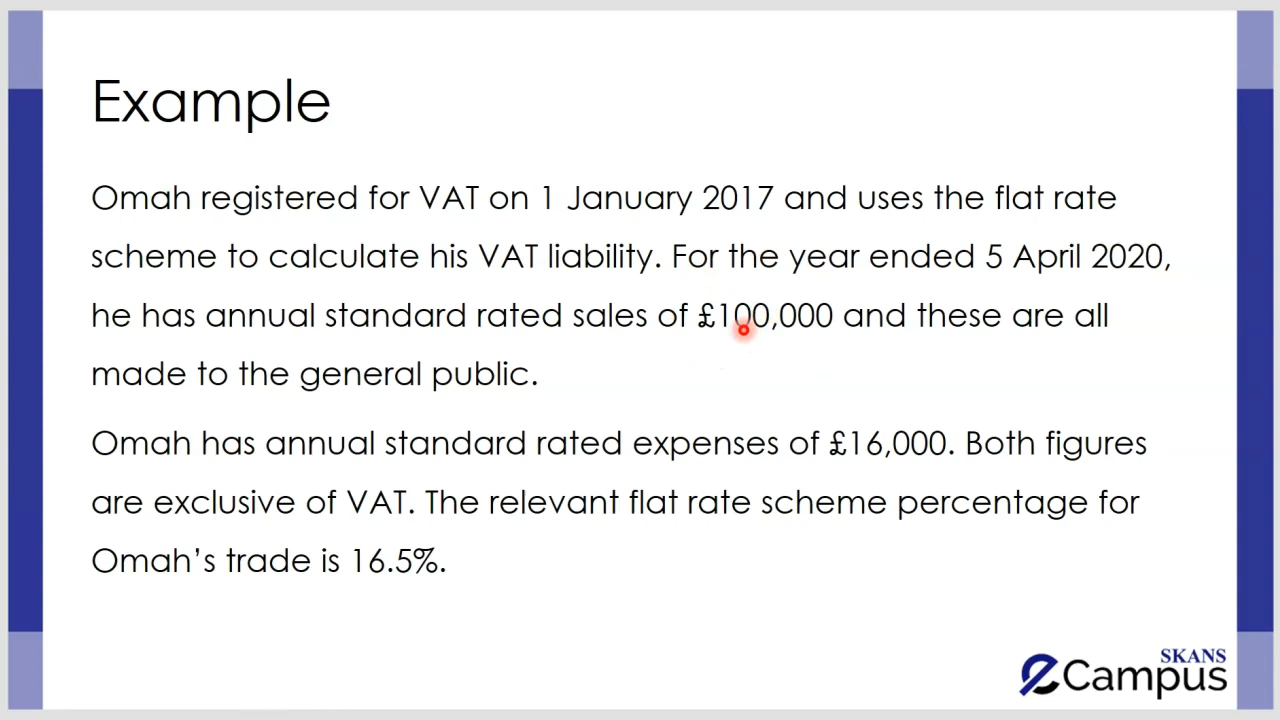 Example
Omah registered for VAT on 1 January 2017 and uses the flat rate
scheme to calculate his VAT liability. For the year ended 5 April 2020,
he has annual standard rated sales of £100,000 and these are all
made to the general public.
Omah has annual standard rated expenses of £16,000. Both figures
are exclusive of VAT. The relevant flat rate scheme percentage for
Omah’s trade is 16.5%.
SKANS
eCampus